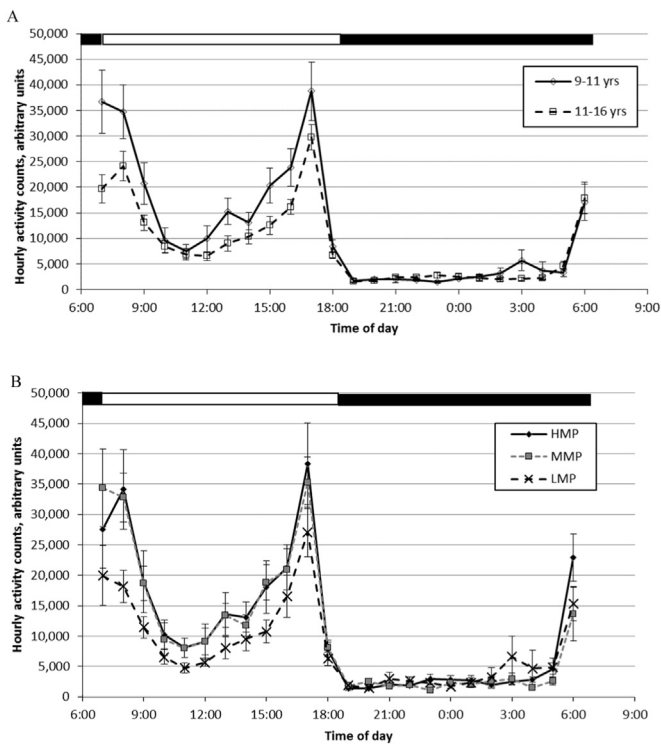 A
50,000
45,000
40,000
35,000
30,000
25,000
20,000
15,000
10,000
5,000
0
Hourly activity counts, arbitrary units
9-11 yrs
11-16 yrs
6:00 9:00 12:00 15:00 18:00 21:00 0:00 3:00 6:00 9:00
Time of day
B
50,000
45,000
40,000
35,000
30,000
25,000
20,000
15,000
10,000
5,000
0
Hourly activity counts, arbitrary units
HMP
MMP
LMP
6:00 9:00 12:00 15:00 18:00 21:00 0:00 3:00 6:00 9:00
Time of day